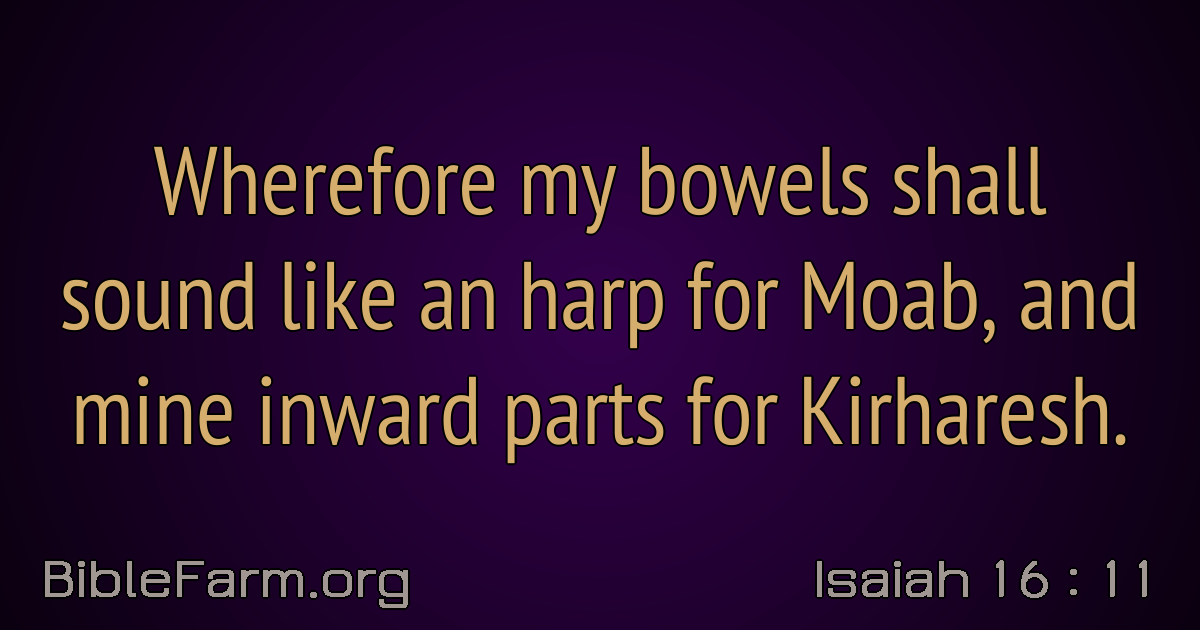 Wherefore my bowels shall
sound like an harp for Moab, and
mine inward parts for Kirharesh.
BibleFarm.org
Isaiah 16 : 11